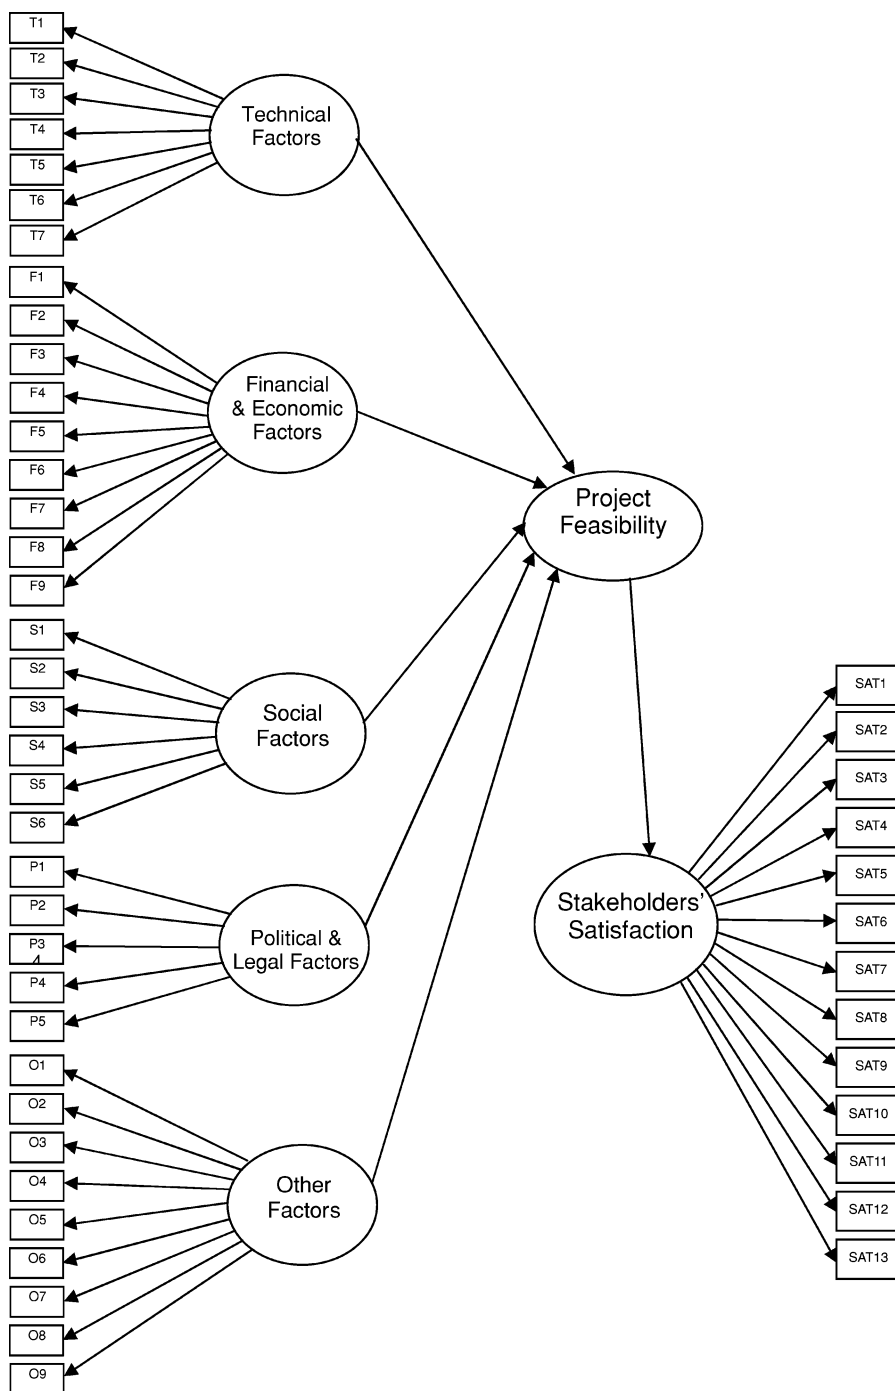 T1
T2
T3
T4
T5
T6
T7
Technical
Factors
F1
F2
F3
F4
F5
F6
F7
F8
F9
Financial
& Economic
Factors
Project
Feasibility
S1
S2
S3
S4
S5
S6
Social
Factors
P1
P2
P3
4
P4
P5
Political &
Legal Factors
O1
O2
O3
O4
O5
O6
O7
O8
O9
Other
Factors
Stakeholders'
Satisfaction
SAT1
SAT2
SAT3
SAT4
SAT5
SAT6
SAT7
SAT8
SAT9
SAT10
SAT11
SAT12
SAT13